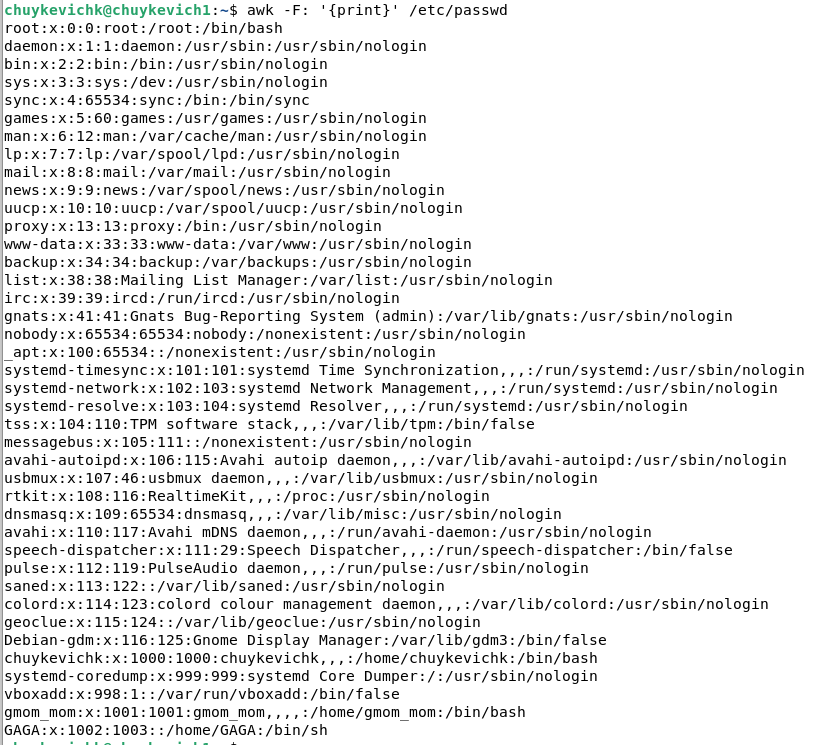 chuykevichk@chuykevich1:~$ awk -F: '{print}' /etc/passwd
root:x:0:0:root:/root:/bin/bash
daemon:x:1:1:daemon:/usr/sbin:/usr/sbin/nologin
bin:x:2:2:bin:/bin:/usr/sbin/nologin
sys:x:3:3:sys:/dev:/usr/sbin/nologin
sync:x:4:65534:sync:/bin:/bin/sync
games:x:5:60:games:/usr/games:/usr/sbin/nologin
man:x:6:12:man:/var/cache/man:/usr/sbin/nologin
lp:x:7:7:lp:/var/spool/lpd:/usr/sbin/nologin
mail:x:8:8:mail:/var/mail:/usr/sbin/nologin
news:x:9:9:news:/var/spool/news:/usr/sbin/nologin
uucp:x:10:10:uucp:/var/spool/uucp:/usr/sbin/nologin
proxy:x:13:13:proxy:/bin:/usr/sbin/nologin
www-data:x:33:33:www-data:/var/www:/usr/sbin/nologin
backup:x:34:34:backup:/var/backups:/usr/sbin/nologin
list:x:38:38:Mailing List Manager:/var/list:/usr/sbin/nologin
irc:x:39:39:ircd:/run/ircd:/usr/sbin/nologin
gnats:x:41:41:Gnats Bug-Reporting System (admin):/var/lib/gnats:/usr/sbin/nologin
nobody:x:65534:65534:nobody:/nonexistent:/usr/sbin/nologin
_apt:x:100:65534::/nonexistent:/usr/sbin/nologin
systemd-timesync:x:101:101:systemd Time Synchronization,,,:/run/systemd:/usr/sbin/nologin
systemd-network:x:102:103:systemd Network Management,,,:/run/systemd:/usr/sbin/nologin
systemd-resolve:x:103:104:systemd Resolver,,,:/run/systemd:/usr/sbin/nologin
tss:x:104:110:TPM software stack,,,:/var/lib/tpm:/bin/false
messagebus:x:105:111::/nonexistent:/usr/sbin/nologin
avahi-autoipd:x:106:115:Avahi autoip daemon,,,:/var/lib/avahi-autoipd:/usr/sbin/nologin
usbmux:x:107:46:usbmux daemon,,,:/var/lib/usbmux:/usr/sbin/nologin
rtkit:x:108:116:RealtimeKit,,,:/proc:/usr/sbin/nologin
dnsmasq:x:109:65534:dnsmasq,,,:/var/lib/misc:/usr/sbin/nologin
avahi:x:110:117:Avahi mDNS daemon,,,:/run/avahi-daemon:/usr/sbin/nologin
speech-dispatcher:x:111:29:Speech Dispatcher,,,:/run/speech-dispatcher:/bin/false
pulse:x:112:119:PulseAudio daemon,,,:/run/pulse:/usr/sbin/nologin
saned:x:113:122::/var/lib/saned:/usr/sbin/nologin
colord:x:114:123:colord colour management daemon,,,:/var/lib/colord:/usr/sbin/nologin
geoclue:x:115:124::/var/lib/geoclue:/usr/sbin/nologin
Debian-gdm:x:116:125:Gnome Display Manager:/var/lib/gdm3:/bin/false
chuykevichk:x:1000:1000:chuykevichk,,,:/home/chuykevichk:/bin/bash
systemd-coredump:x:999:999:systemd Core Dumper:/:/usr/sbin/nologin
vboxadd:x:998:1::/var/run/vboxadd:/bin/false
gmom_mom:x:1001:1001:gmom_mom,,,,:/home/gmom_mom:/bin/bash
GAGA:x:1002:1003::/home/GAGA:/bin/sh